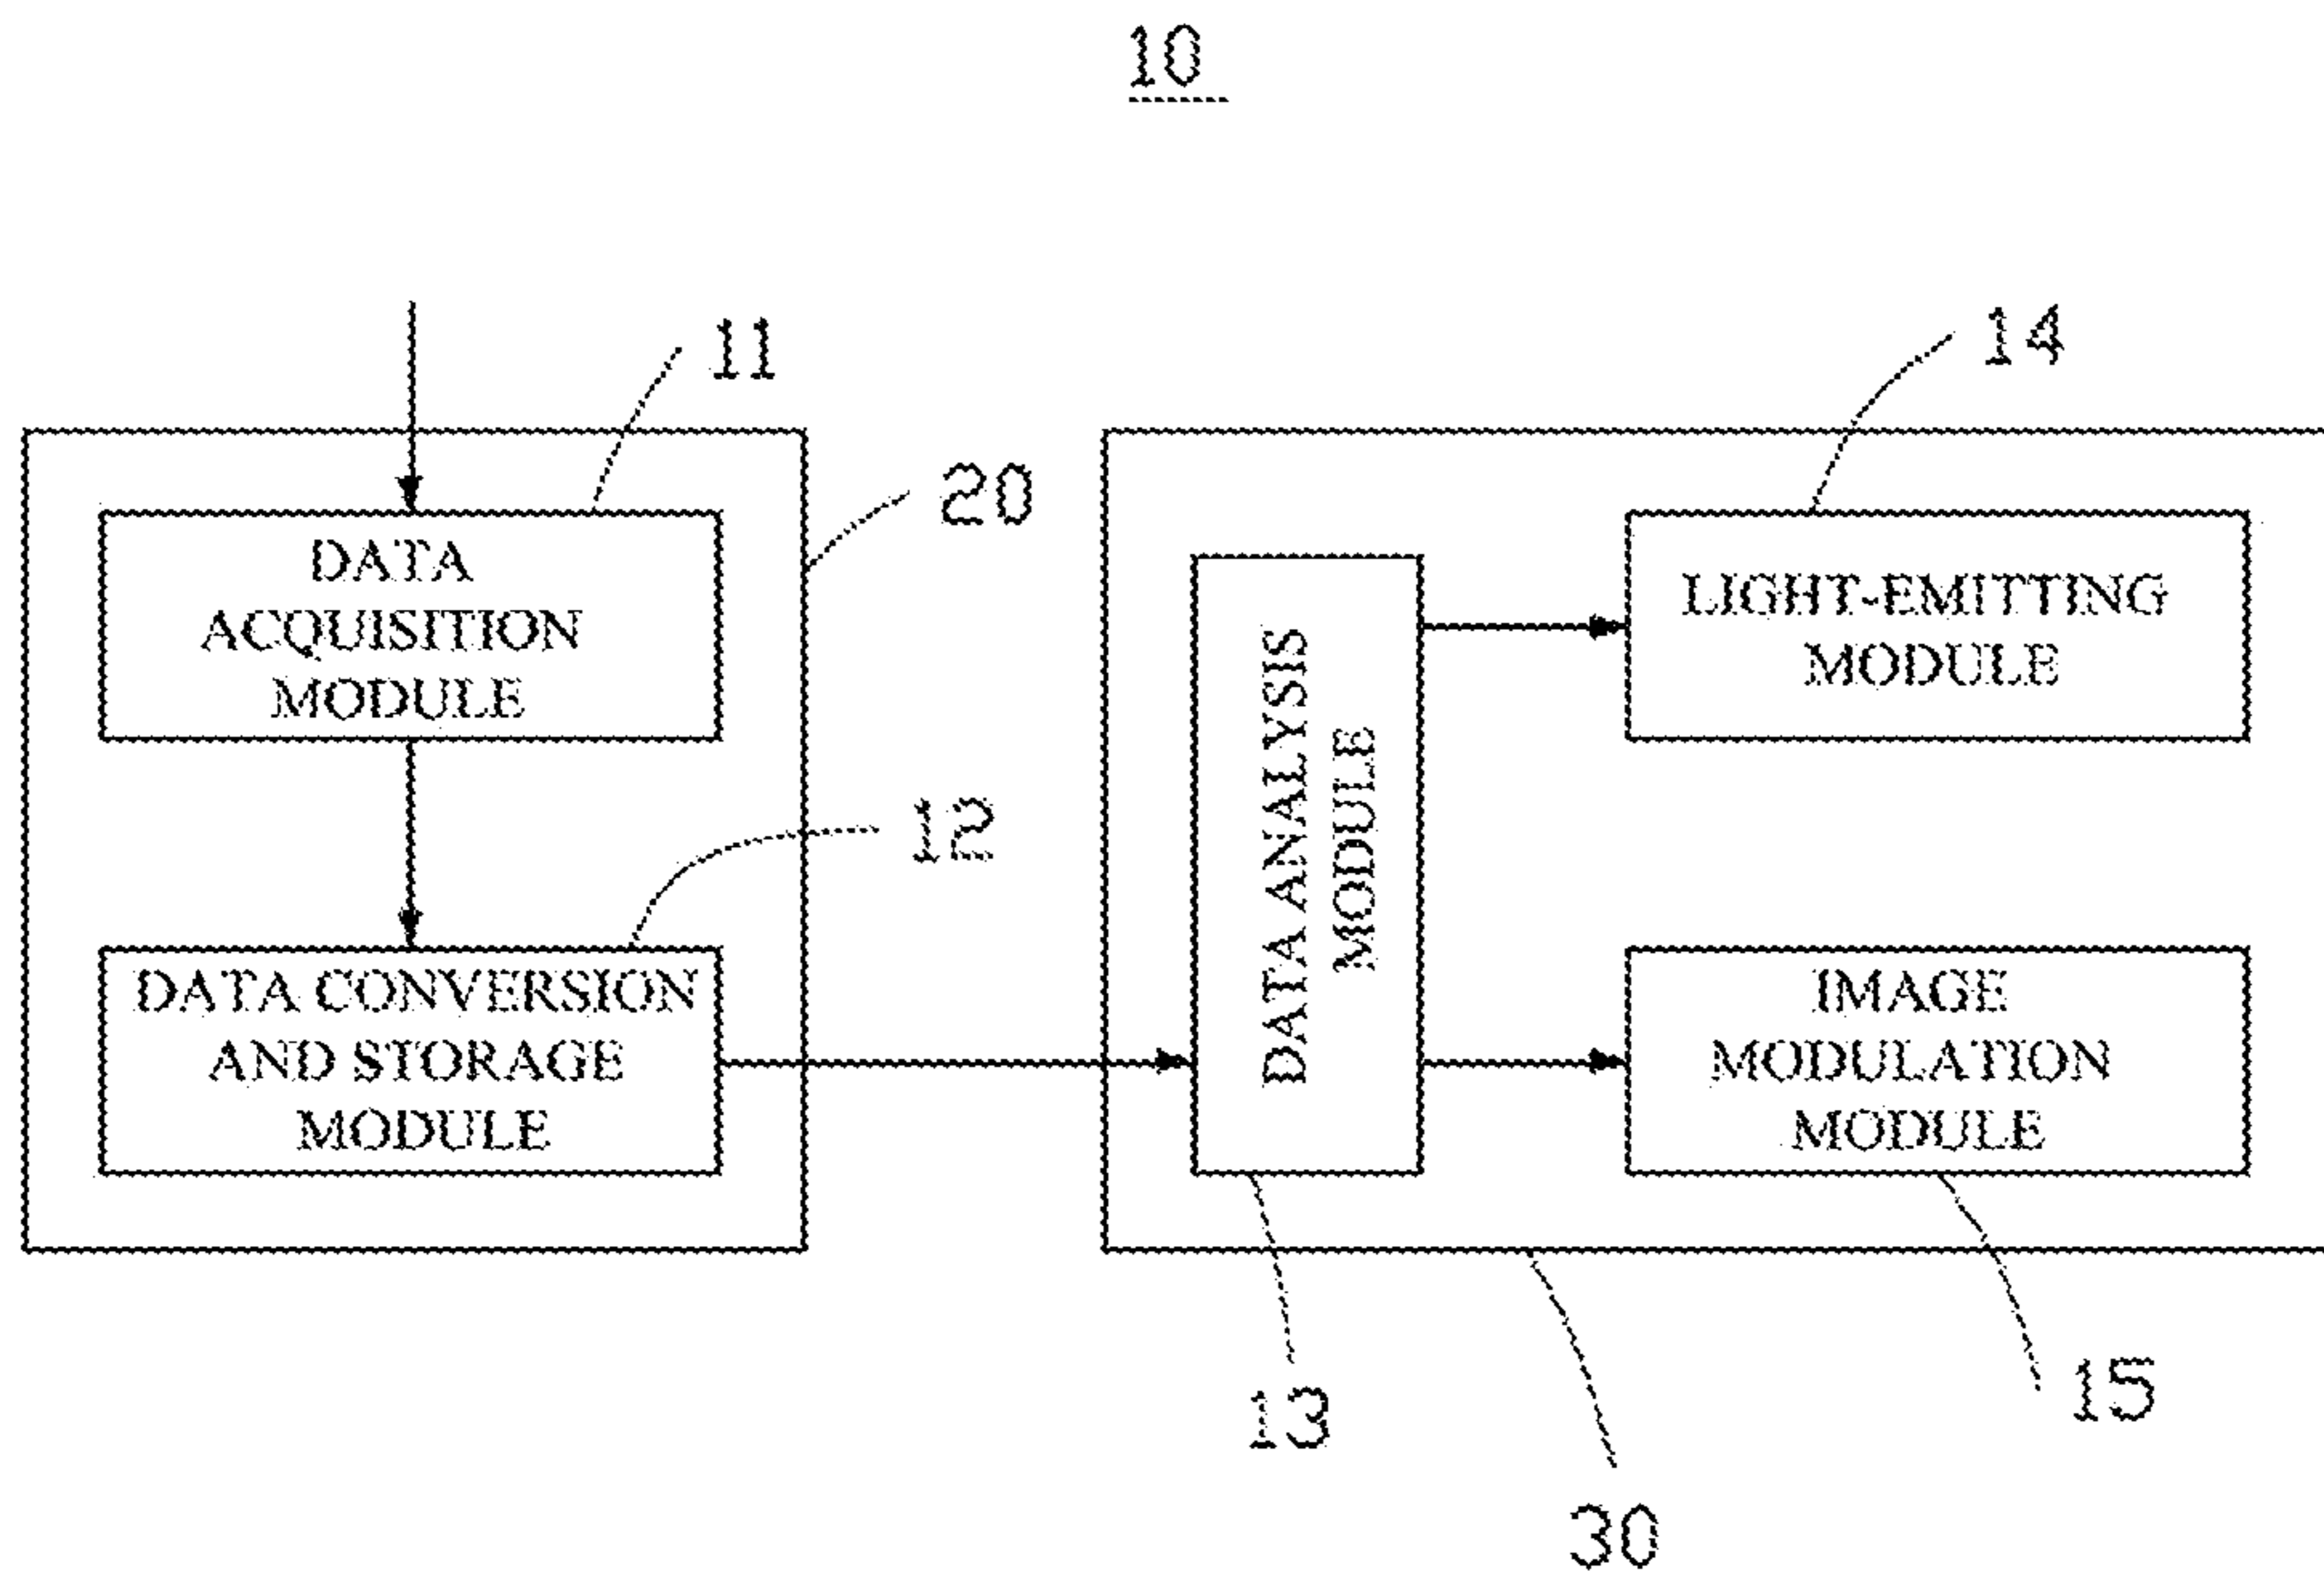 10
11
14
20
DATA
ACQUISITION
MODULE
LIGHT-EMITTING
MODULE
DATA ANALYSIS
MODULE
12
DATA CONVERSION
AND STORAGE
MODULE
IMAGE
MODULATION
MODULE
13
15
30